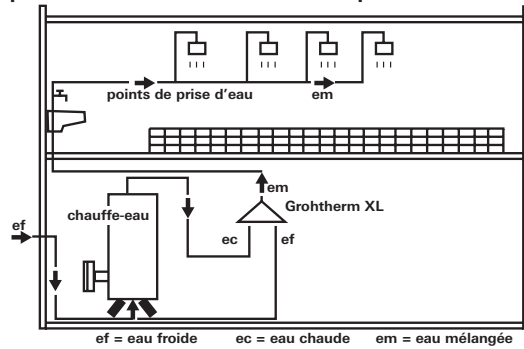 points de prise d'eau em
em
chauffe-eau Grohtherm XL
ef ec ef
ef = eau froide ec = eau chaude em = eau mélangée